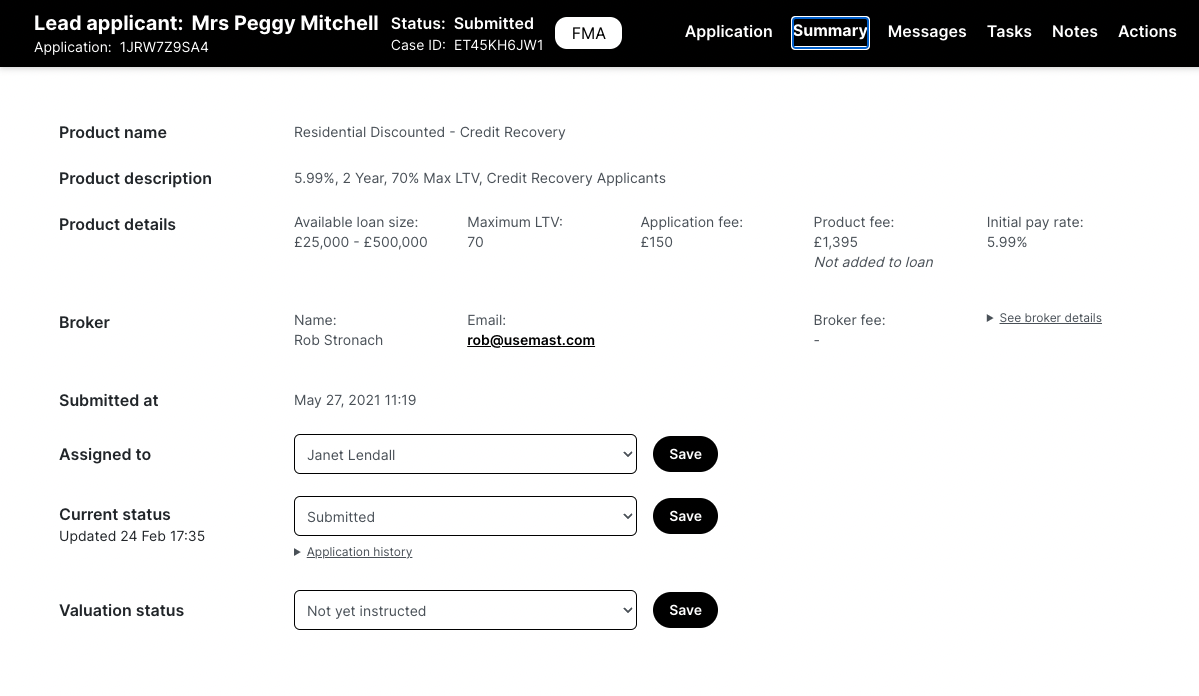 Lead applicant: Mrs Peggy Mitchell
Application: 1JRW7Z9SA4
Status: Submitted
Case ID: ET45KH6JW1
FMA
Application
Summary
Messages
Tasks
Notes
Actions
Product name
Residential Discounted - Credit Recovery
Product description
5.99%, 2 Year, 70% Max LTV, Credit Recovery Applicants
Product details
Available loan size:
£25,000 - £500,000
Maximum LTV:
70
Application fee:
£150
Product fee:
£1,395
Not added to loan
Initial pay rate:
5.99%
Broker
Name:
Rob Stronach
Email:
rob@usemast.com
Broker fee:
-
See broker details
Submitted at
May 27, 2021 11:19
Assigned to
Janet Lendall
Save
Current status
Updated 24 Feb 17:35
Submitted
Save
Application history
Valuation status
Not yet instructed
Save